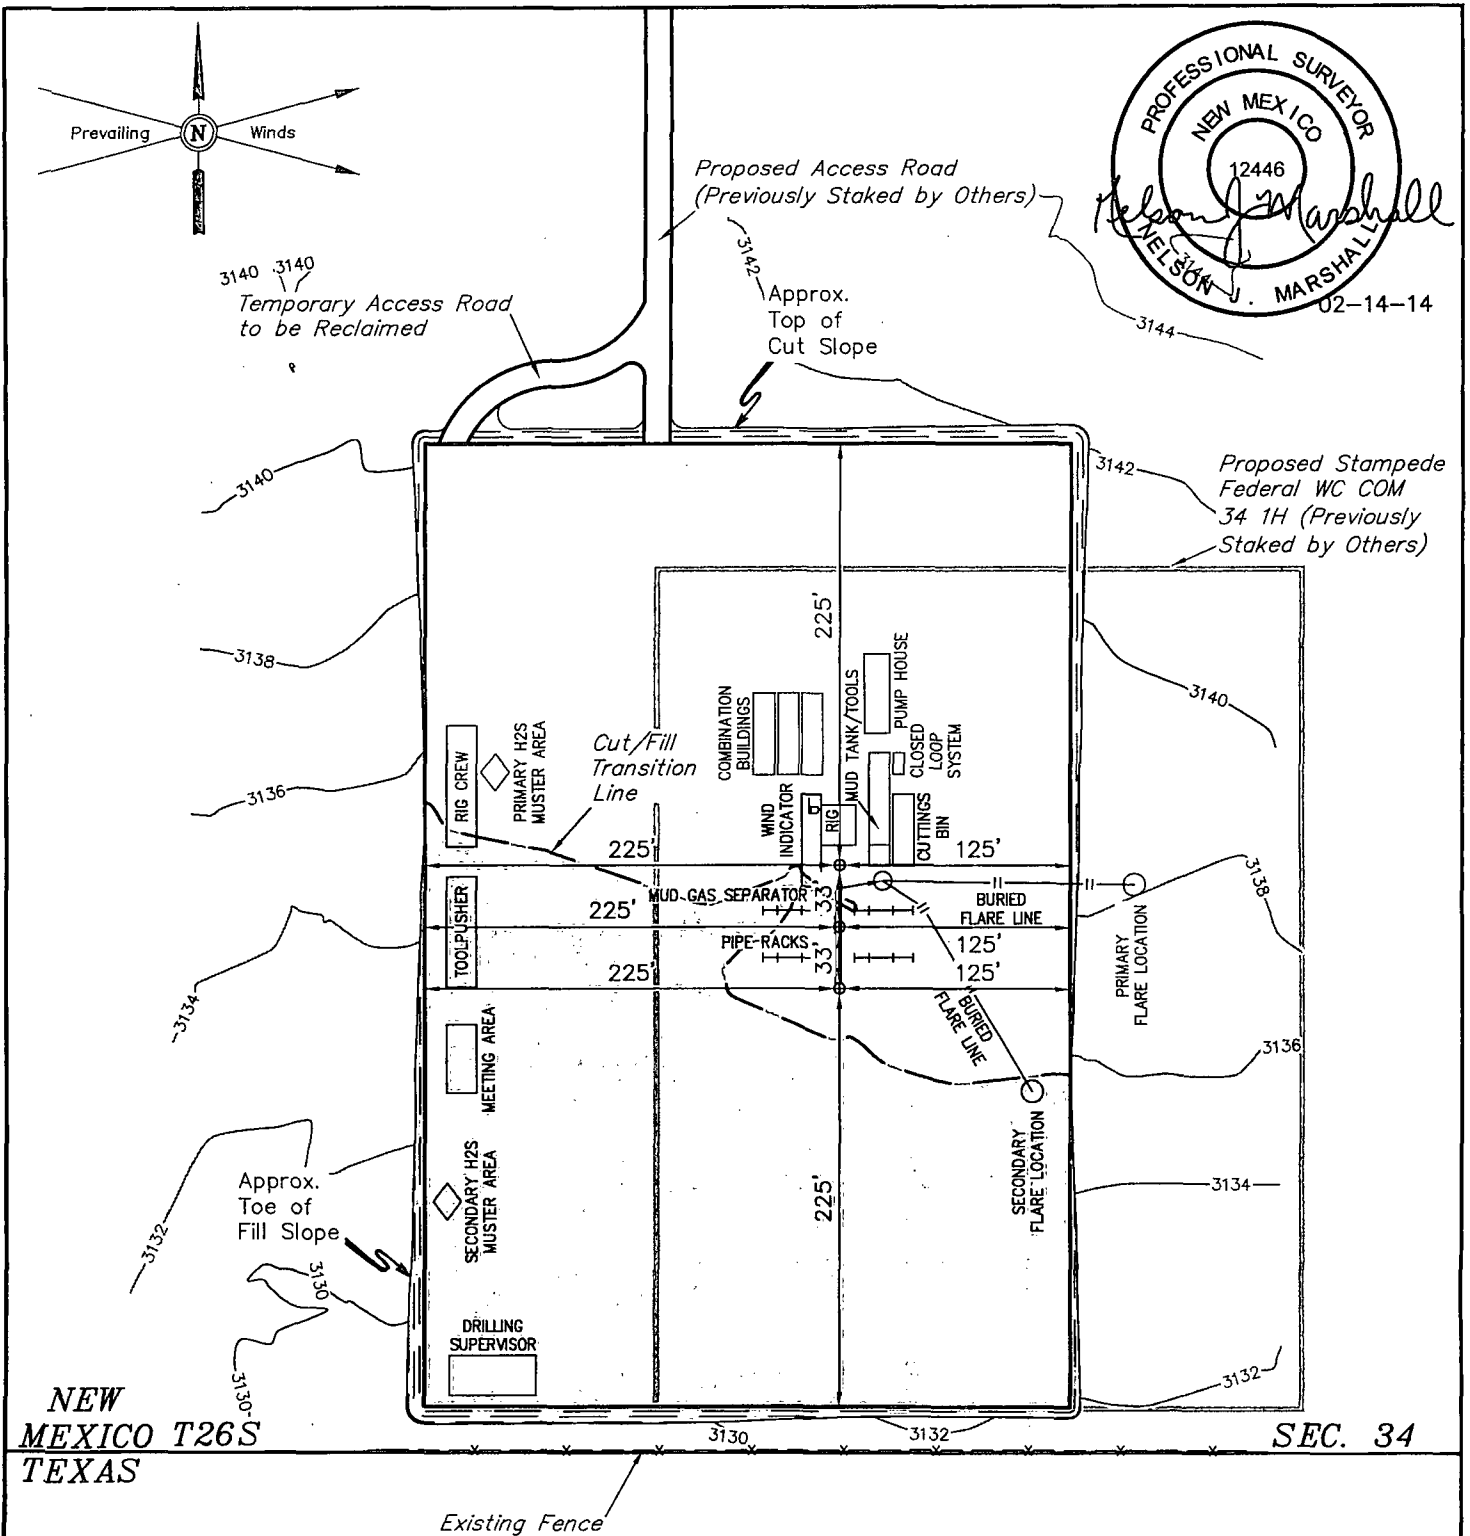 Prevailing
N
Winds
PROFESSIONAL SURVEYOR
NEW MEXICO
12446
Nelson J. Marshall
NELSON J. MARSHALL
3144
02-14-14
Proposed Access Road
(Previously Staked by Others)
3142
3140
3140
Temporary Access Road
to be Reclaimed
Approx.
Top of
Cut Slope
3144
3142
Proposed Stampede
Federal WC COM
34 1H (Previously
Staked by Others)
3140
225'
3138
PUMP HOUSE
MUD TANK/TOOLS
COMBINATION
BUILDINGS
CLOSED
LOOP
SYSTEM
3140
RIG CREW
PRIMARY H2S
MUSTER AREA
Cut/Fill
Transition
Line
3136
WIND
INDICATOR
RIG
CUTTINGS
BIN
225'
125'
3138
MUD GAS SEPARATOR
33'
BURIED
FLARE LINE
TOOLPUSHER
225'
125'
PIPE-RACKS
33'
225'
125'
PRIMARY
FLARE LOCATION
BURIED
FLARE LINE
3134
3136
MEETING AREA
SECONDARY
FLARE LOCATION
SECONDARY H2S
MUSTER AREA
225'
3134
Approx.
Toe of
Fill Slope
3132
3130
DRILLING
SUPERVISOR
3130
3132
NEW
MEXICO T26S
3130
3132
SEC. 34
TEXAS
Existing Fence